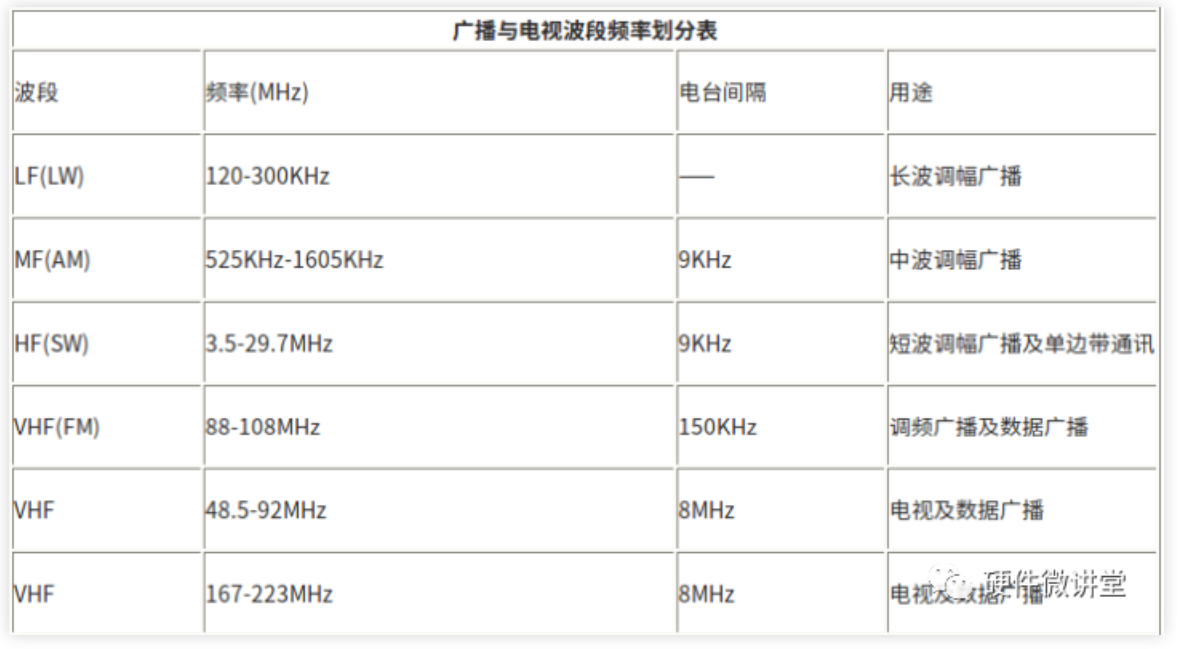 广播与电视波段频率划分表
波段 频率(MHz) 电台间隔 用途
LF(LW) 120-300KHz —— 长波调幅广播
MF(AM) 525KHz-1605KHz 9KHz 中波调幅广播
HF(SW) 3.5-29.7MHz 9KHz 短波调幅广播及单边带通讯
VHF(FM) 88-108MHz 150KHz 调频广播及数据广播
VHF 48.5-92MHz 8MHz 电视及数据广播
VHF 167-223MHz 8MHz 电视及数据广播
硬件微讲堂